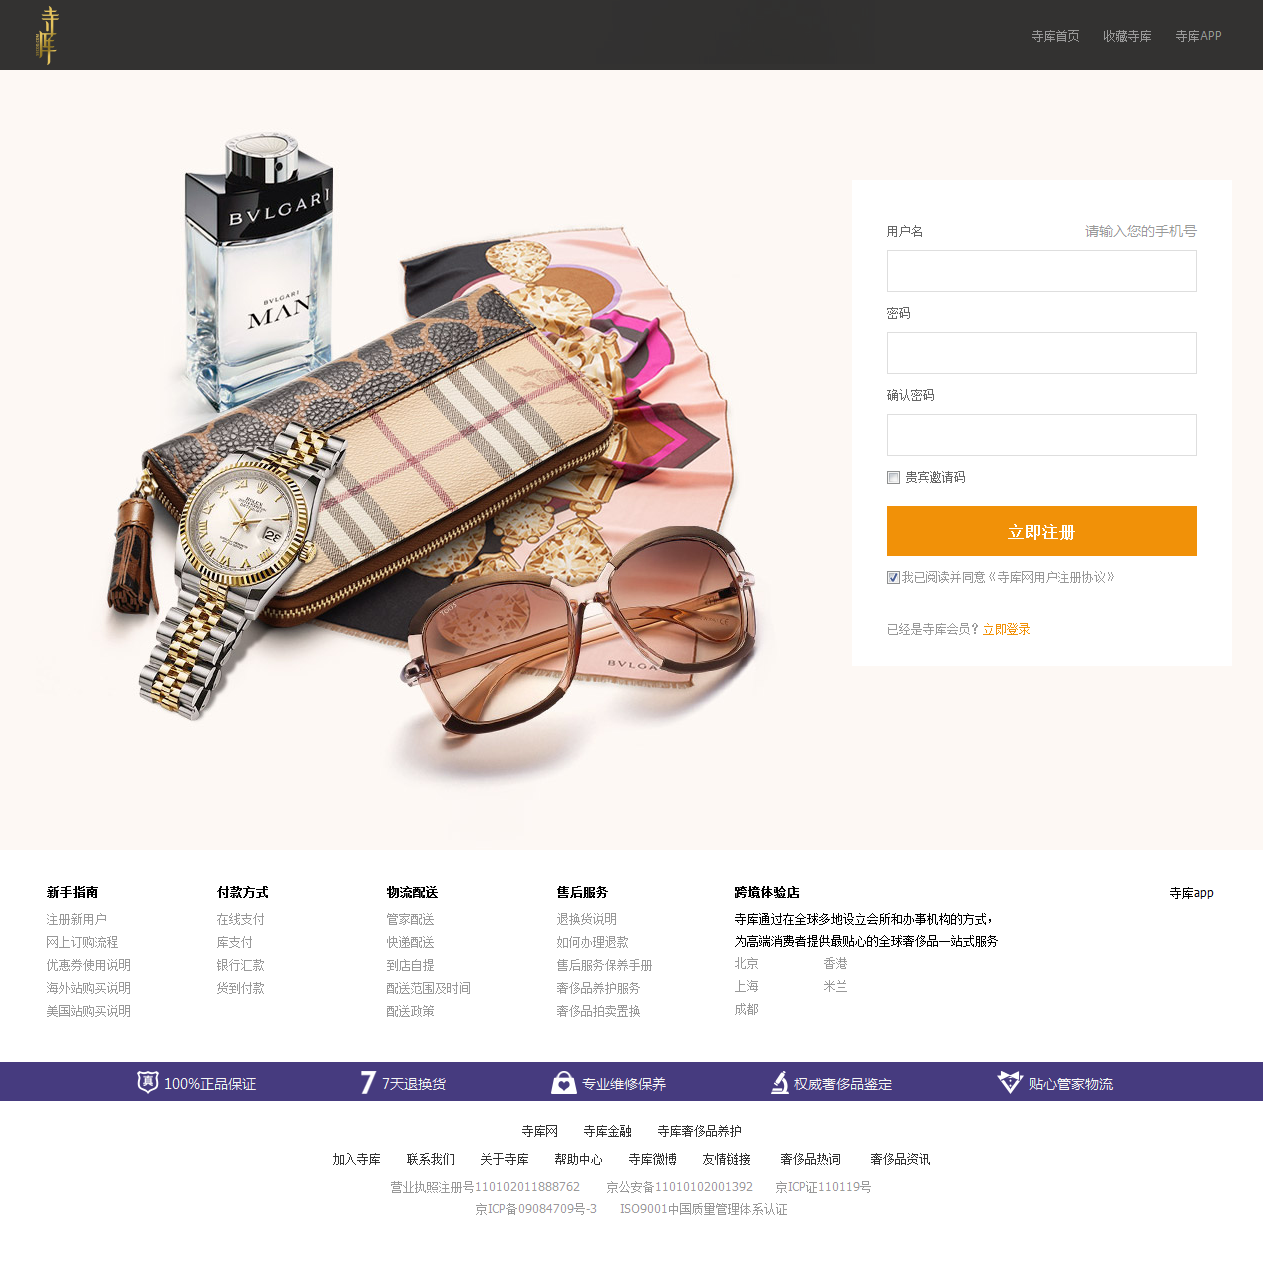 寺库
寺库首页 收藏寺库 寺库APP
BVLGARI
BVLGARI
MAN
用户名 请输入您的手机号
密码
确认密码
贵宾邀请码
立即注册
我已阅读并同意《寺库网用户注册协议》
已经是寺库会员？立即登录
ROLEX
28
TODS
BVLGA
新手指南 付款方式 物流配送 售后服务 跨境体验店 寺库app
注册新用户 在线支付 管家配送 退换货说明 寺库通过在全球多地设立会所和办事机构的方式，
网上订购流程 库支付 快递配送 如何办理退款 为高端消费者提供最贴心的全球奢侈品一站式服务
优惠券使用说明 银行汇款 到店自提 售后服务保养手册 北京 香港
海外站购买说明 货到付款 配送范围及时间 奢侈品养护服务 上海 米兰
美国站购买说明 配送政策 奢侈品拍卖置换 成都
真 100%正品保证 7 7天退换货 专业维修保养 权威奢侈品鉴定 贴心管家物流
寺库网 寺库金融 寺库奢侈品养护
加入寺库 联系我们 关于寺库 帮助中心 寺库微博 友情链接 奢侈品热词 奢侈品资讯
营业执照注册号110102011888762 京公安备11010102001392 京ICP证110119号
京ICP备09084709号-3 ISO9001中国质量管理体系认证